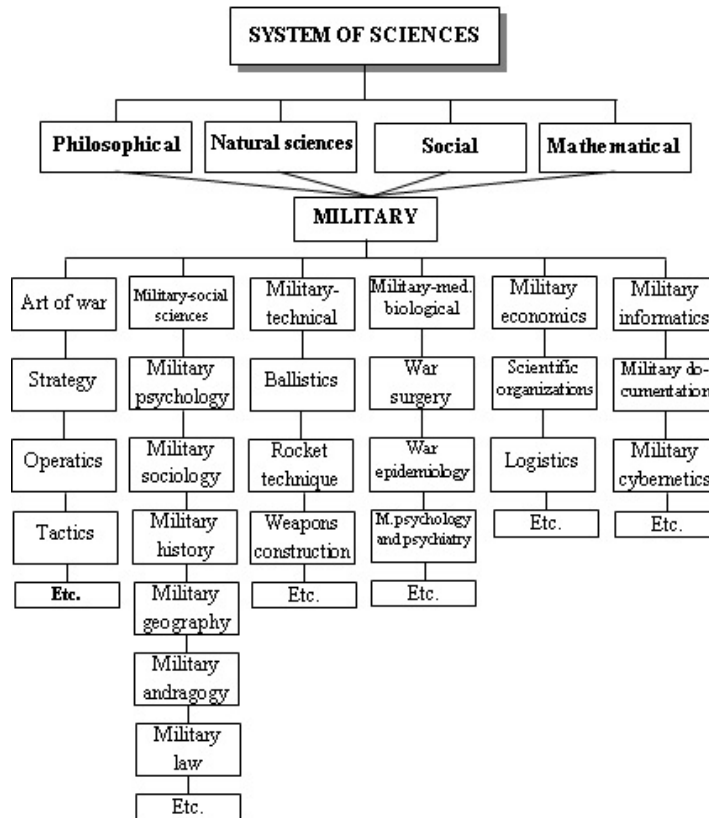 SYSTEM OF SCIENCES
Philosophical
Natural sciences
Social
Mathematical
MILITARY
Art of war
Strategy
Operatics
Tactics
Etc.
Military-social
sciences
Military
psychology
Military
sociology
Military
history
Military
geography
Military
andragogy
Military
law
Etc.
Military-
technical
Ballistics
Rocket
technique
Weapons
construction
Etc.
Military-med.
biological
War
surgery
War
epidemiology
M. psychology
and psychiatry
Etc.
Military
economics
Scientific
organizations
Logistics
Etc.
Military
informatics
Military do-
cumentation
Military
cybernetics
Etc.